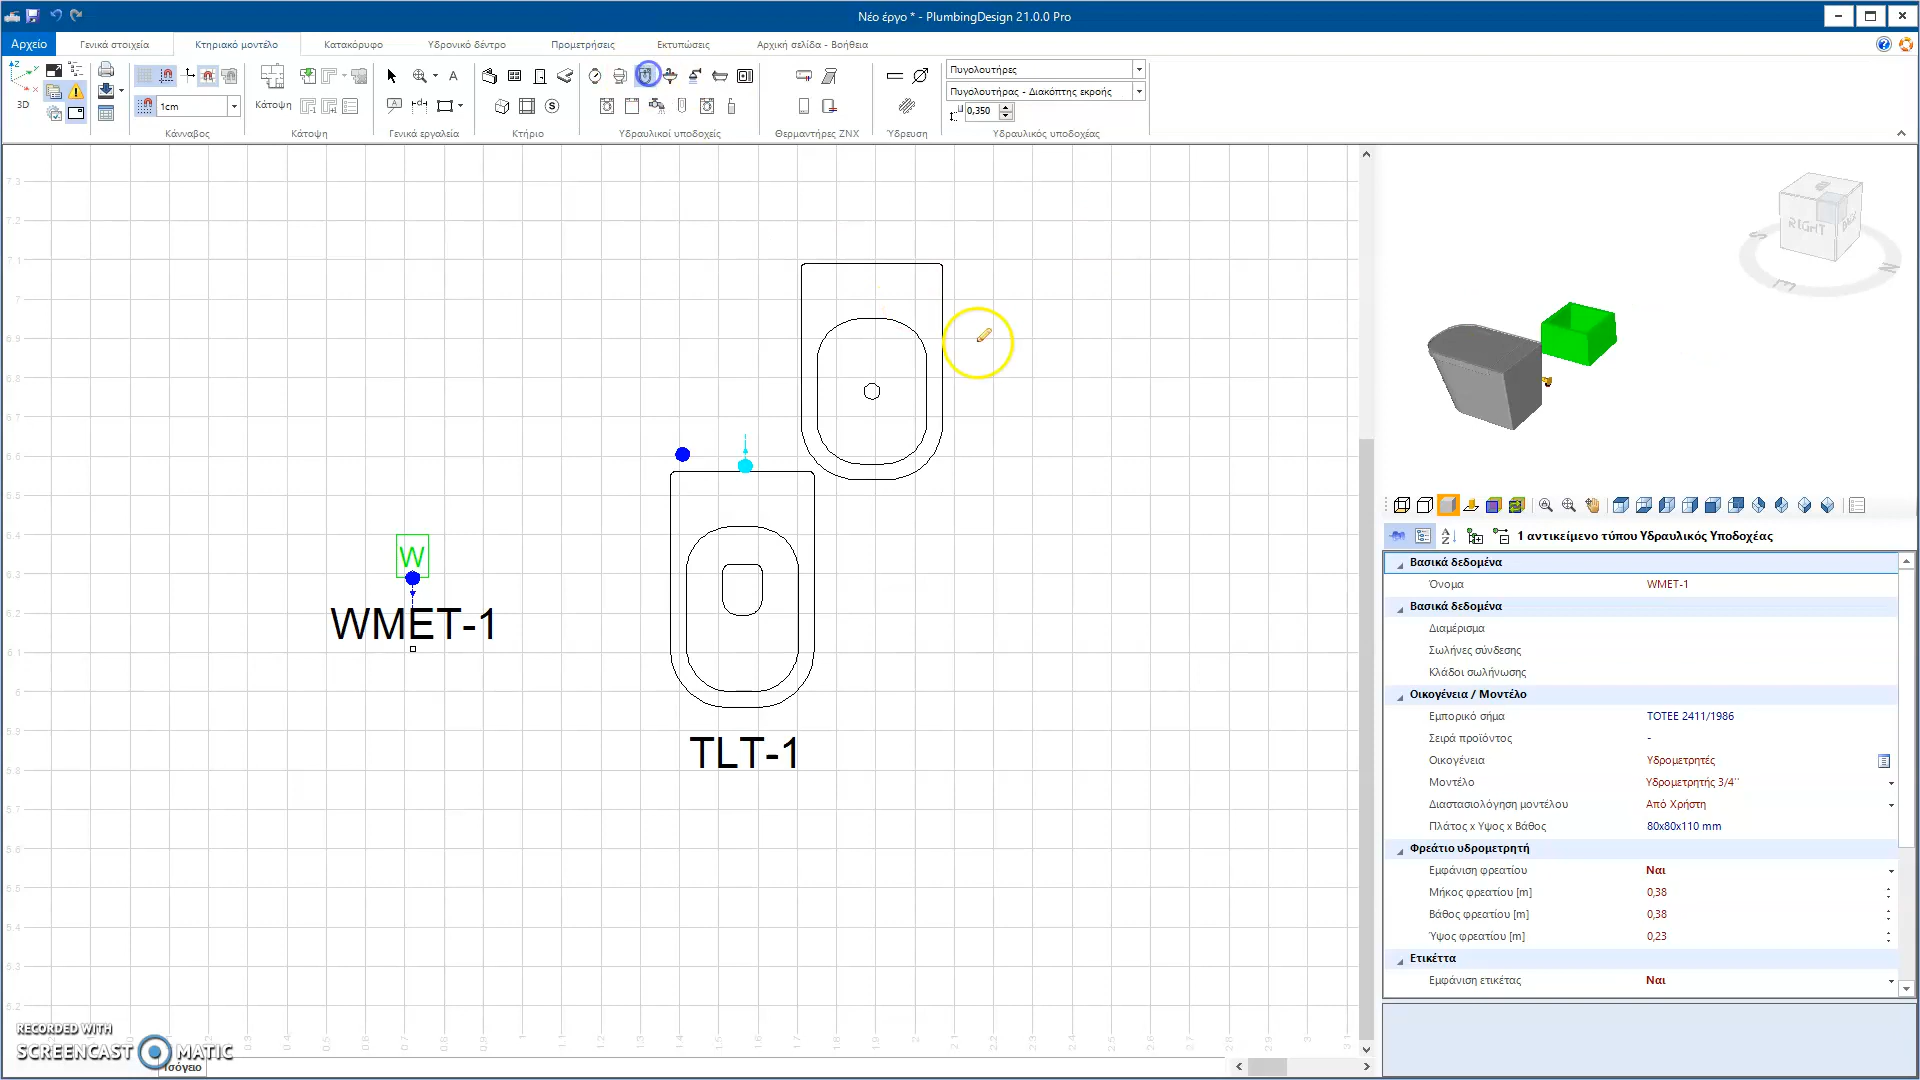 Νέο έργο * - PlumbingDesign 21.0.0 Pro
Αρχείο
Γενικά στοιχεία
Κτηριακό μοντέλο
Κατακόρυφο
Υδρονικό δέντρο
Προμετρήσεις
Εκτυπώσεις
Αρχική σελίδα - Βοήθεια
3D
1cm
Κάνναβος
Κάτοψη
Κάτοψη
Γενικά εργαλεία
Κτήριο
Υδραυλικοί υποδοχείς
Θερμαντήρες ΖΝΧ
Ύδρευση
Πυγολουτήρες
Πυγολουτήρας - Διακόπτης εκροής
0,350
Υδραυλικός υποδοχέας
W
WMET-1
TLT-1
RIGHT
BACK
S
N
E
1 αντικείμενο τύπου Υδραυλικός Υποδοχέας
Βασικά δεδομένα
Όνομα WMET-1
Βασικά δεδομένα
Διαμέρισμα
Σωλήνες σύνδεσης
Κλάδοι σωλήνωσης
Οικογένεια / Μοντέλο
Εμπορικό σήμα ΤΟΤΕΕ 2411/1986
Σειρά προϊόντος -
Οικογένεια Υδρομετρητές
Μοντέλο Υδρομετρητής 3/4''
Διαστασιολόγηση μοντέλου Από Χρήστη
Πλάτος x Υψος x Βάθος 80x80x110 mm
Φρεάτιο υδρομετρητή
Εμφάνιση φρεατίου Ναι
Μήκος φρεατίου [m] 0,38
Βάθος φρεατίου [m] 0,38
Ύψος φρεατίου [m] 0,23
Ετικέττα
Εμφάνιση ετικέτας Ναι
RECORDED WITH
SCREENCAST MATIC
Ισόγειο